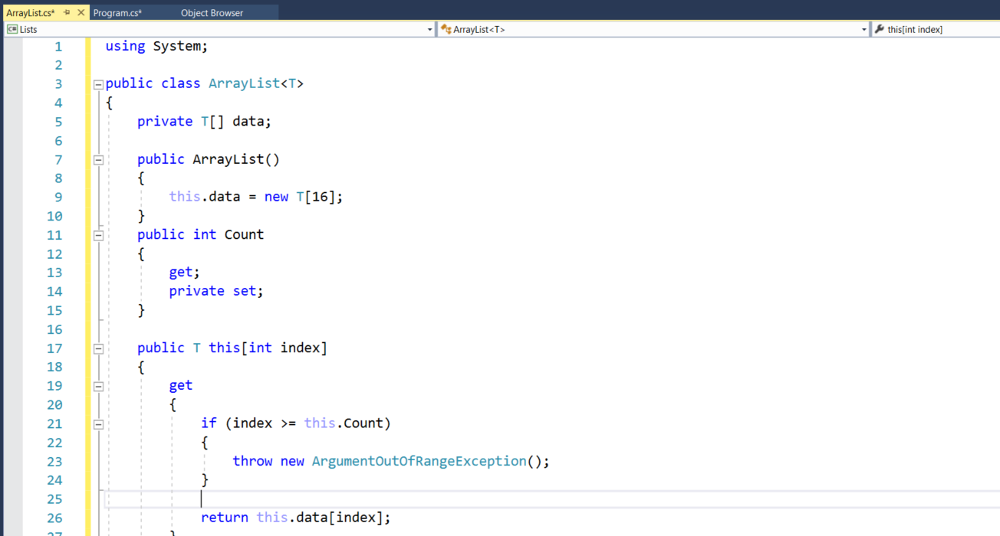 ArrayList.cs* Program.cs* Object Browser
Lists ArrayList<T> this[int index]
1 using System;
2
3 public class ArrayList<T>
4 {
5 private T[] data;
6
7 public ArrayList()
8 {
9 this.data = new T[16];
10 }
11 public int Count
12 {
13 get;
14 private set;
15 }
16
17 public T this[int index]
18 {
19 get
20 {
21 if (index >= this.Count)
22 {
23 throw new ArgumentOutOfRangeException();
24 }
25
26 return this.data[index];
27 }